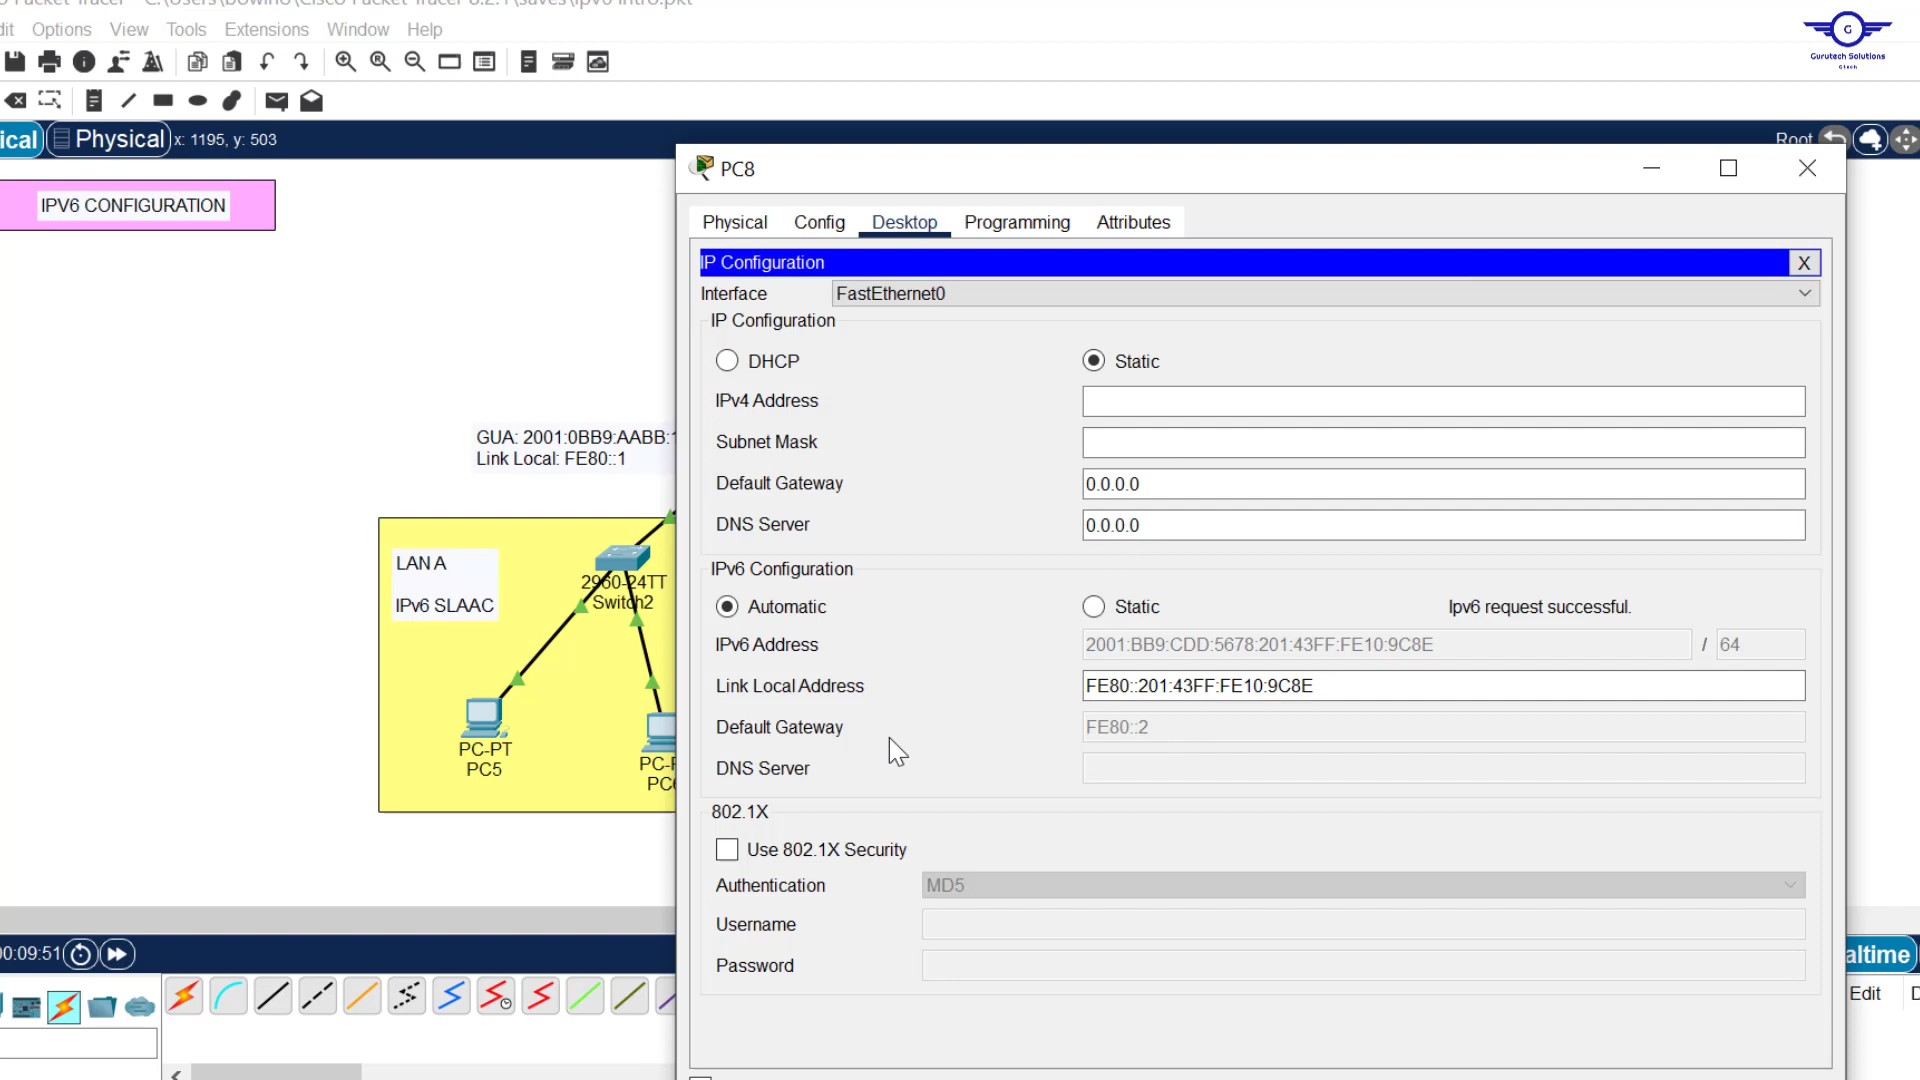 Options View Tools Extensions Window Help
Gurutech Solutions
Gtech
Physical x: 1195, y: 503
Root
PC8
IPV6 CONFIGURATION
Physical Config Desktop Programming Attributes
IP Configuration X
Interface FastEthernet0
IP Configuration
DHCP Static
IPv4 Address
Subnet Mask
Default Gateway 0.0.0.0
DNS Server 0.0.0.0
IPv6 Configuration
Automatic Static Ipv6 request successful.
IPv6 Address 2001:BB9:CDD:5678:201:43FF:FE10:9C8E / 64
Link Local Address FE80::201:43FF:FE10:9C8E
Default Gateway FE80::2
DNS Server
802.1X
Use 802.1X Security
Authentication MD5
Username
Password
GUA: 2001:0BB9:AABB:
Link Local: FE80::1
LAN A
IPv6 SLAAC
2960-24TT
Switch2
PC-PT
PC5
00:09:51
Edit